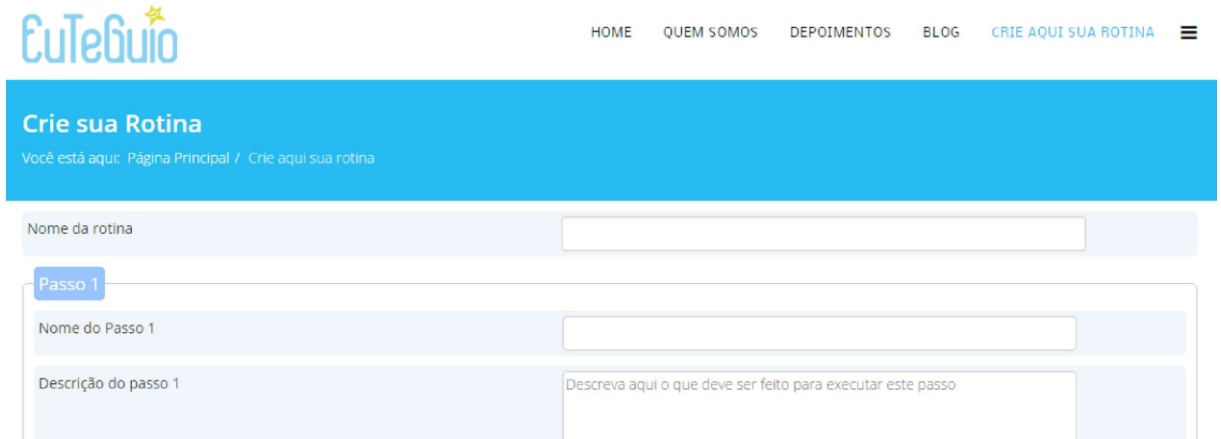 EuTeGuio
HOME QUEM SOMOS DEPOIMENTOS BLOG CRIE AQUI SUA ROTINA
Crie sua Rotina
Você está aqui: Página Principal / Crie aqui sua rotina
Nome da rotina
Passo 1
Nome do Passo 1
Descrição do passo 1
Descreva aqui o que deve ser feito para executar este passo